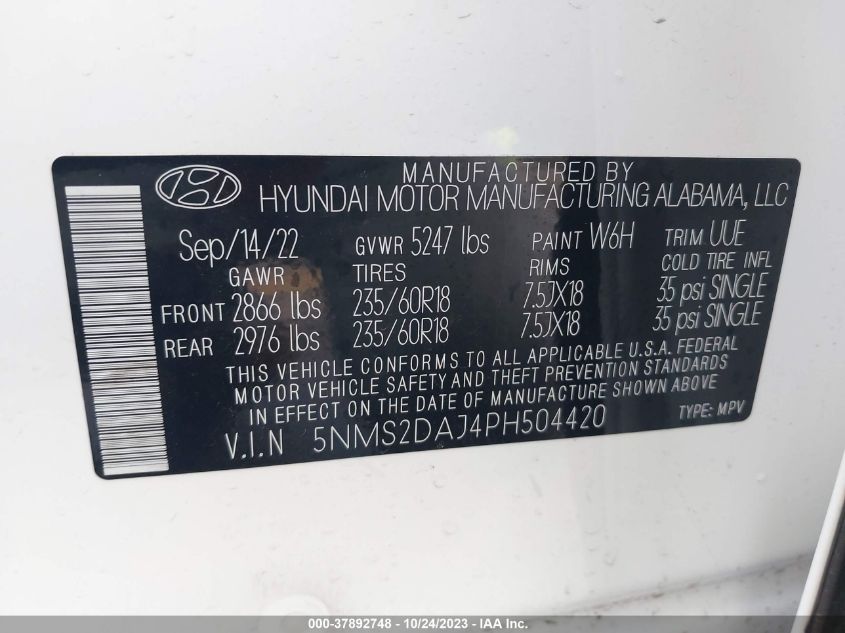 MANUFACTURED BY
HYUNDAI MOTOR MANUFACTURING ALABAMA, LLC
Sep/14/22 GVWR 5247 lbs PAINT W6H TRIM UUE
GAWR TIRES RIMS COLD TIRE INFL
FRONT 2866 lbs 235/60R18 7.5JX18 35 psi SINGLE
REAR 2976 lbs 235/60R18 7.5JX18 35 psi SINGLE
THIS VEHICLE CONFORMS TO ALL APPLICABLE U.S.A. FEDERAL
MOTOR VEHICLE SAFETY AND THEFT PREVENTION STANDARDS
IN EFFECT ON THE DATE OF MANUFACTURE SHOWN ABOVE
V.I.N 5NMS2DAJ4PH504420 TYPE: MPV
000-37892748 - 10/24/2023 - IAA Inc.